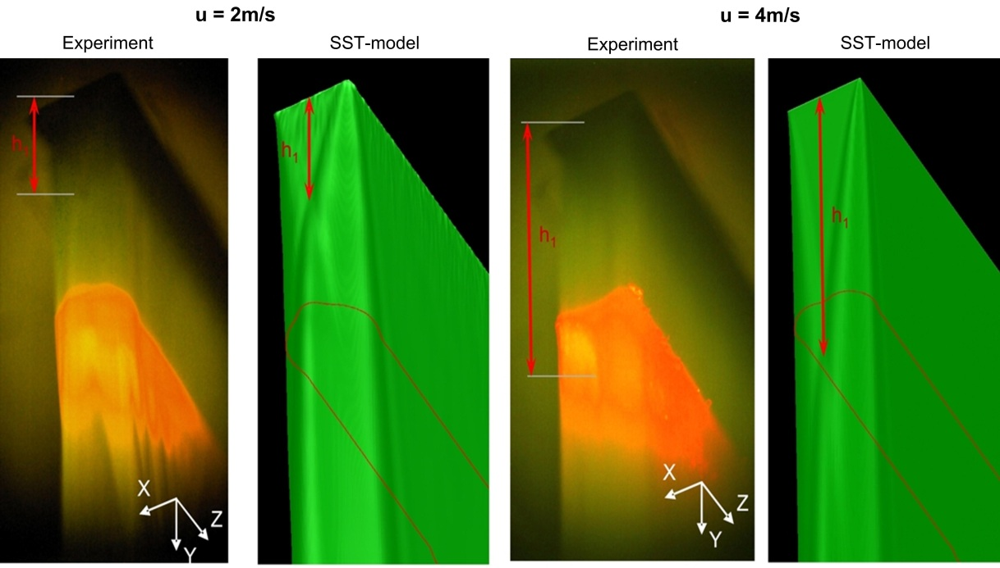 u = 2m/s
u = 4m/s
Experiment
SST-model
Experiment
SST-model
h₁
h₁
h₁
h₁
X
Z
Y
X
Z
Y